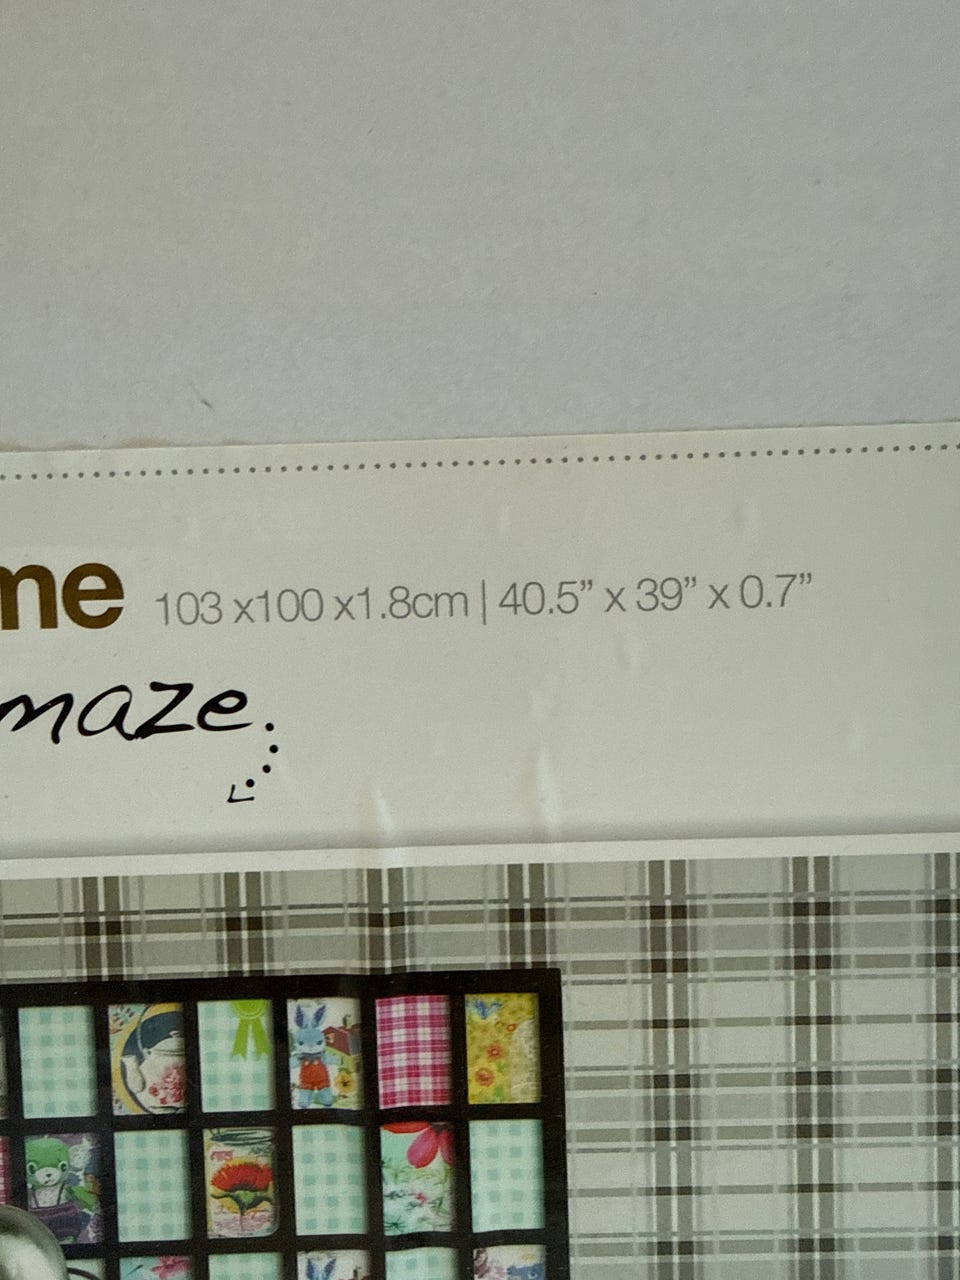 me 103 x100 x1.8cm | 40.5” x 39” x 0.7”
maze.